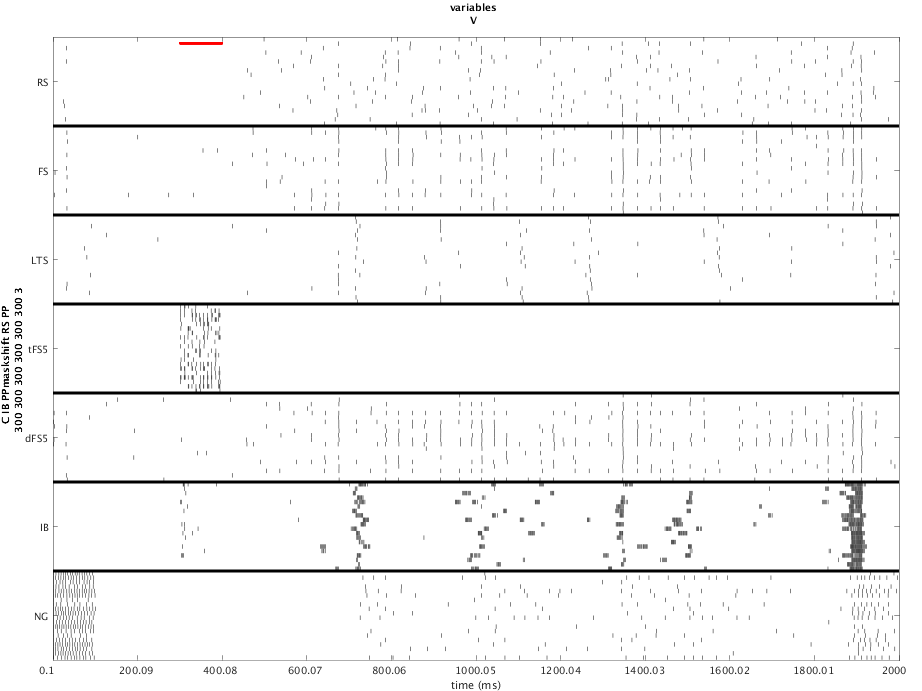 variables
V
RS
FS
LTS
tFS5
dFS5
IB
NG
C IB PPmaskshift RS PP
300 300 300 300 300 300 3
0.1 200.09 400.08 600.07 800.06 1000.05 1200.04 1400.03 1600.02 1800.01 2000
time (ms)